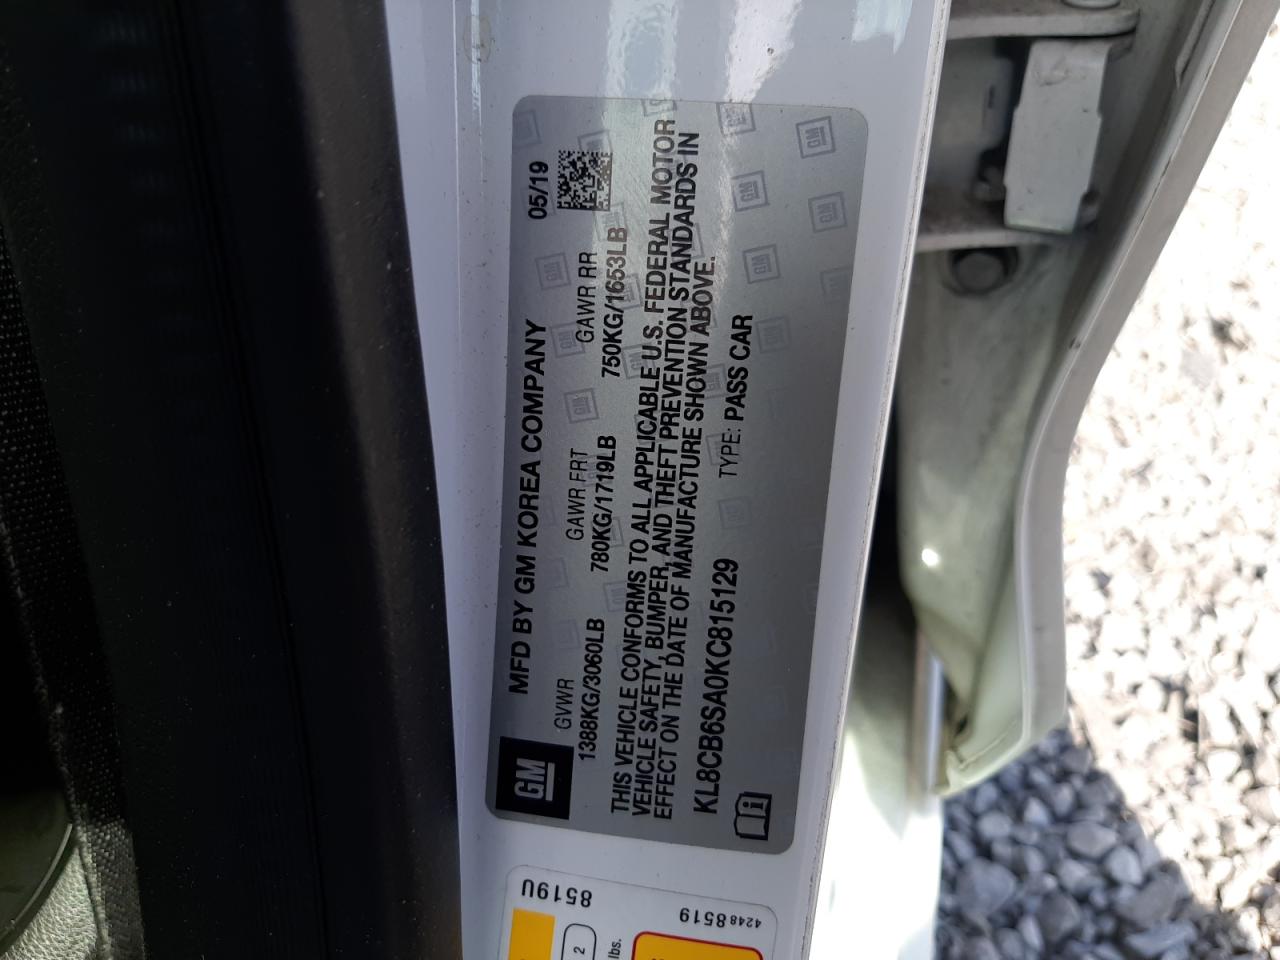 GM
MFD BY GM KOREA COMPANY
05/19
GVWR
GAWR FRT
GAWR RR
1388KG/3060LB
780KG/1719LB
750KG/1653LB
THIS VEHICLE CONFORMS TO ALL APPLICABLE U.S. FEDERAL MOTOR
VEHICLE SAFETY, BUMPER, AND THEFT PREVENTION STANDARDS IN
EFFECT ON THE DATE OF MANUFACTURE SHOWN ABOVE.
KL8CB6SA0KC815129
TYPE: PASS CAR
8519U
4248 8519
2
lbs.